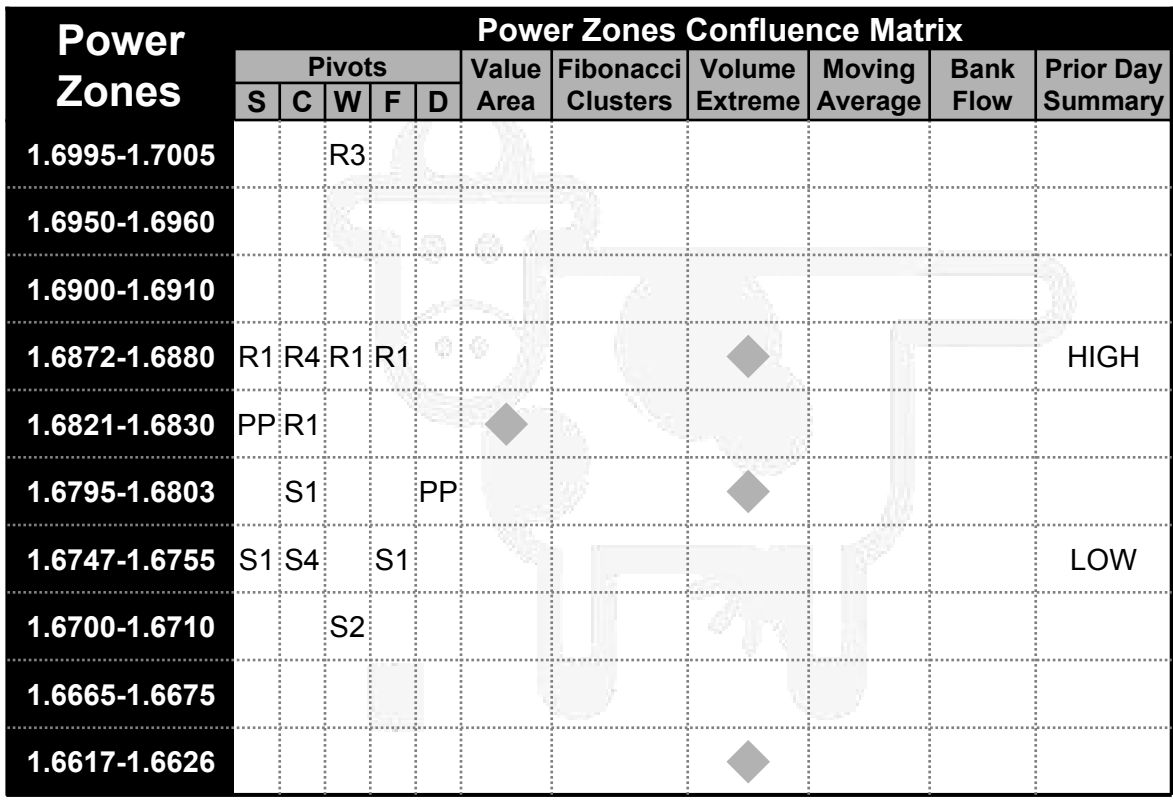 Power Zones
Power Zones Confluence Matrix
Pivots
Value Area
Fibonacci Clusters
Volume Extreme
Moving Average
Bank Flow
Prior Day Summary
S C W F D
1.6995-1.7005 R3
1.6950-1.6960
1.6900-1.6910
1.6872-1.6880 R1 R4 R1 R1 HIGH
1.6821-1.6830 PP R1
1.6795-1.6803 S1 PP
1.6747-1.6755 S1 S4 S1 LOW
1.6700-1.6710 S2
1.6665-1.6675
1.6617-1.6626